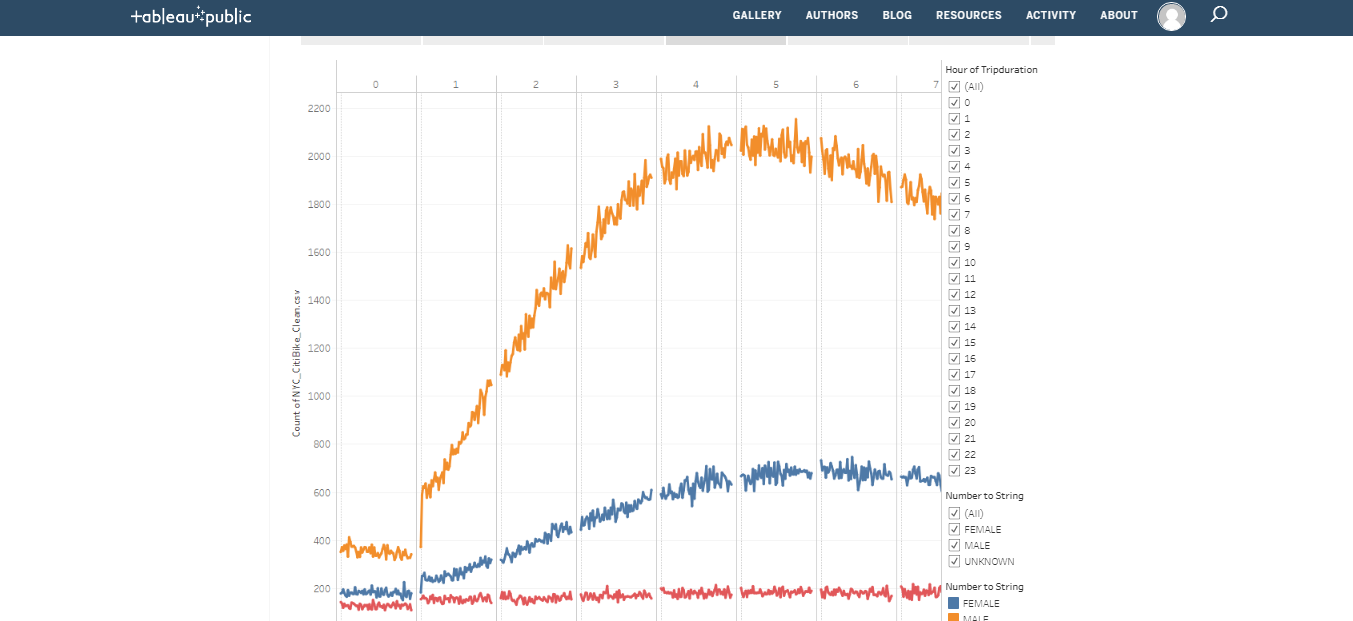 +ableau public
GALLERY AUTHORS BLOG RESOURCES ACTIVITY ABOUT
0 1 2 3 4 5 6 7
2200
2000
1800
1600
1400
1200
1000
800
600
400
200
Count of NYC_CitiBike_Clean.csv
Hour of Tripduration
(All)
0
1
2
3
4
5
6
7
8
9
10
11
12
13
14
15
16
17
18
19
20
21
22
23
Number to String
(All)
FEMALE
MALE
UNKNOWN
Number to String
FEMALE
MALE